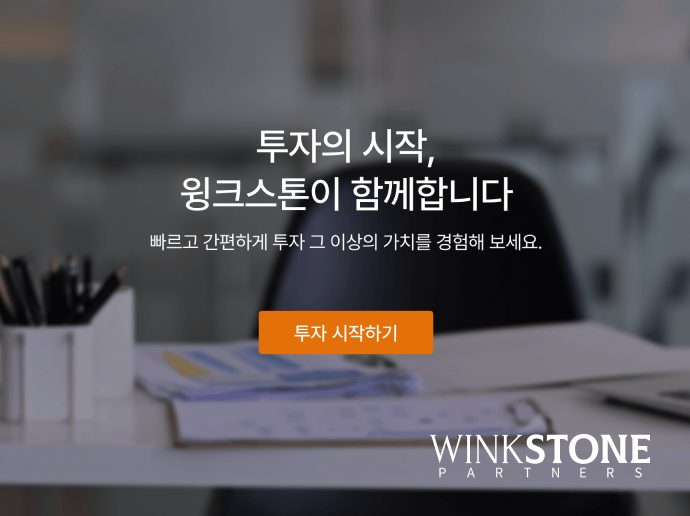 투자의 시작,
윙크스톤이 함께합니다
빠르고 간편하게 투자 그 이상의 가치를 경험해 보세요.
투자 시작하기
WINKSTONE
PARTNERS